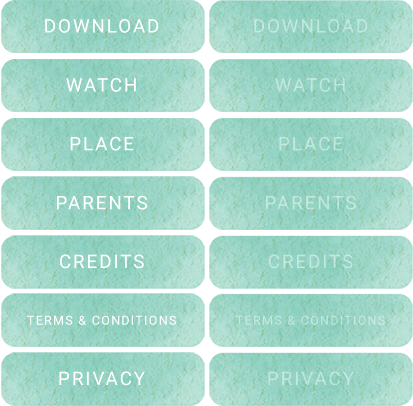 DOWNLOAD DOWNLOAD
WATCH WATCH
PLACE PLACE
PARENTS PARENTS
CREDITS CREDITS
TERMS & CONDITIONS TERMS & CONDITIONS
PRIVACY PRIVACY